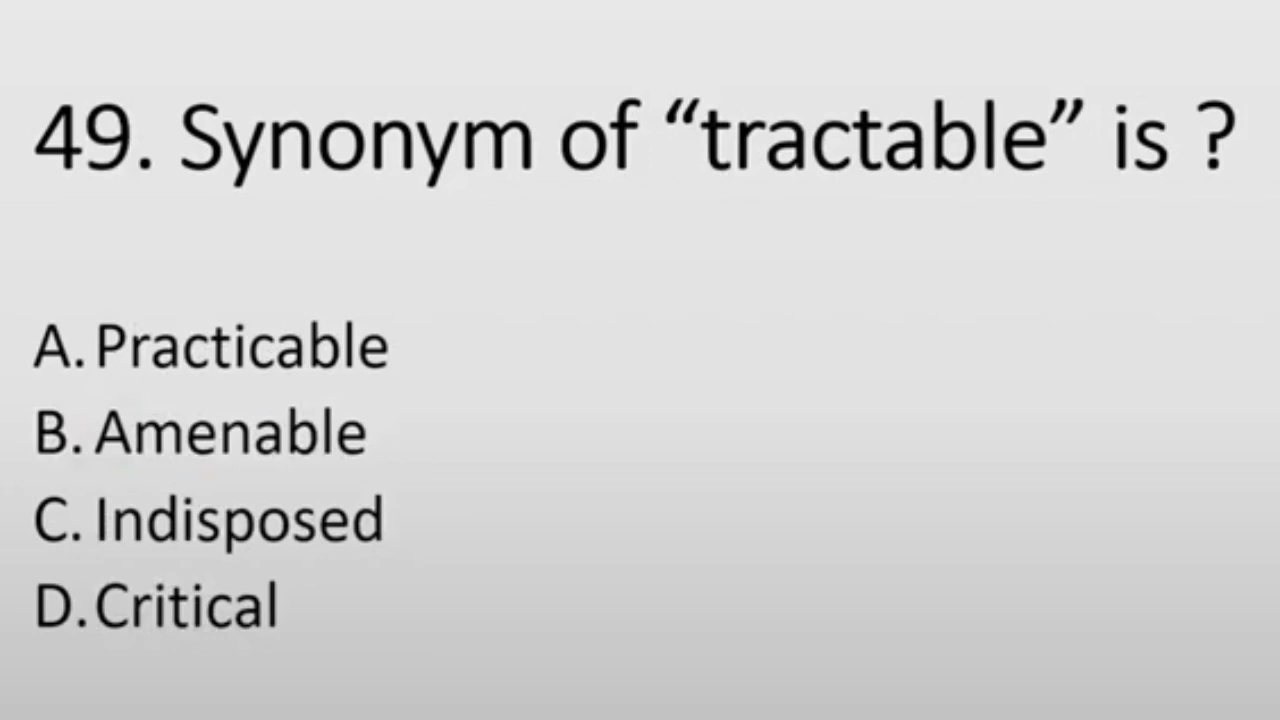 49. Synonym of “tractable” is ?
A. Practicable
B. Amenable
C. Indisposed
D. Critical